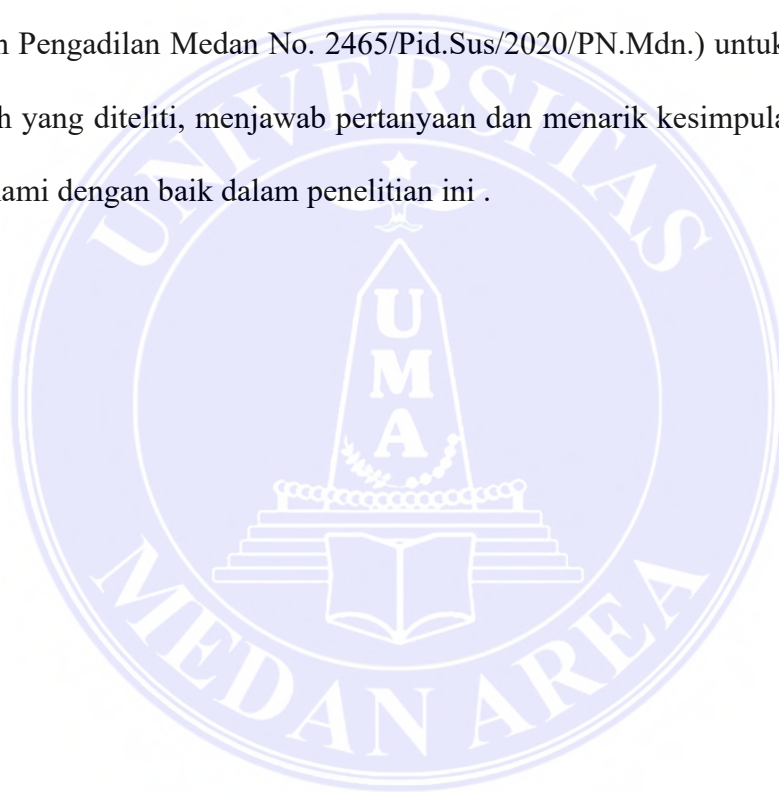 n Pengadilan Medan No. 2465/Pid.Sus/2020/PN.Mdn.) untuk
h yang diteliti, menjawab pertanyaan dan menarik kesimpula
ami dengan baik dalam penelitian ini .
UNIVERSITAS
U
M
A
MEDAN AREA